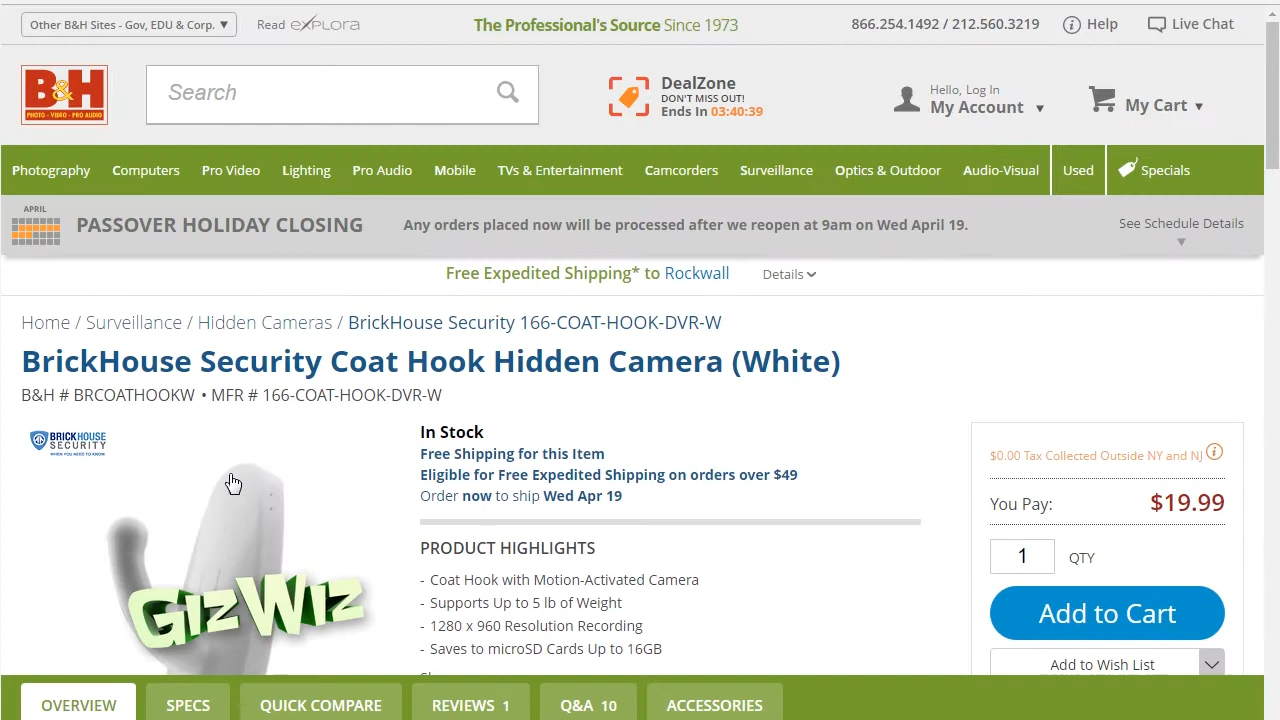 Other B&H Sites - Gov, EDU & Corp. ▼
Read eXPLORA
The Professional's Source Since 1973
866.254.1492 / 212.560.3219
Help
Live Chat
B&H
PHOTO - VIDEO - PRO AUDIO
Search
DealZone
DON'T MISS OUT!
Ends In 03:40:39
Hello, Log In
My Account ▼
My Cart ▼
Photography Computers Pro Video Lighting Pro Audio Mobile TVs & Entertainment Camcorders Surveillance Optics & Outdoor Audio-Visual Used Specials
APRIL
PASSOVER HOLIDAY CLOSING
Any orders placed now will be processed after we reopen at 9am on Wed April 19.
See Schedule Details
Free Expedited Shipping* to Rockwall
Details
Home / Surveillance / Hidden Cameras / BrickHouse Security 166-COAT-HOOK-DVR-W
BrickHouse Security Coat Hook Hidden Camera (White)
B&H # BRCOATHOOKW • MFR # 166-COAT-HOOK-DVR-W
BRICKHOUSE
SECURITY
WHEN YOU NEED TO KNOW
GizWiz
In Stock
Free Shipping for this Item
Eligible for Free Expedited Shipping on orders over $49
Order now to ship Wed Apr 19
PRODUCT HIGHLIGHTS
- Coat Hook with Motion-Activated Camera
- Supports Up to 5 lb of Weight
- 1280 x 960 Resolution Recording
- Saves to microSD Cards Up to 16GB
$0.00 Tax Collected Outside NY and NJ
You Pay: $19.99
1 QTY
Add to Cart
Add to Wish List
OVERVIEW SPECS QUICK COMPARE REVIEWS 1 Q&A 10 ACCESSORIES